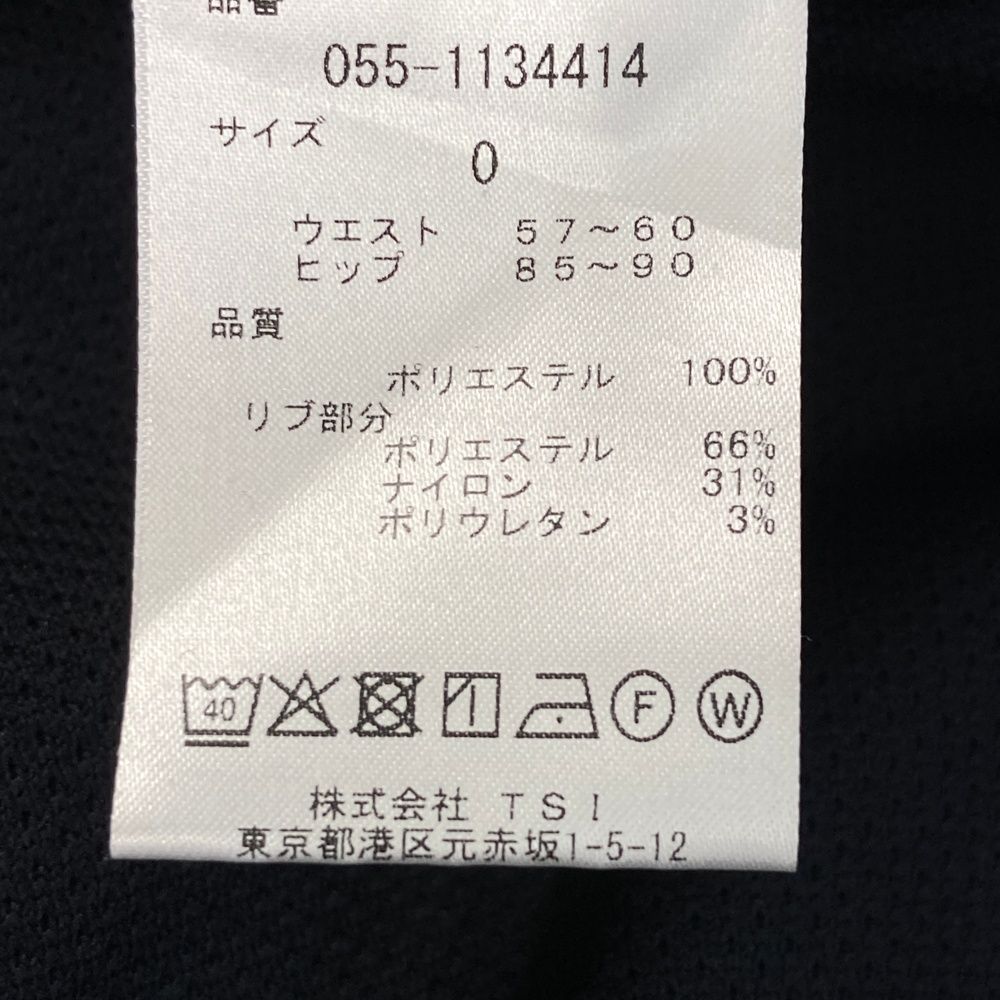 品番
055-1134414
サイズ
0
ウエスト 57～60
ヒップ 85～90
品質
ポリエステル 100%
リブ部分
ポリエステル 66%
ナイロン 31%
ポリウレタン 3%
40 F W
株式会社 TSI
東京都港区元赤坂1-5-12